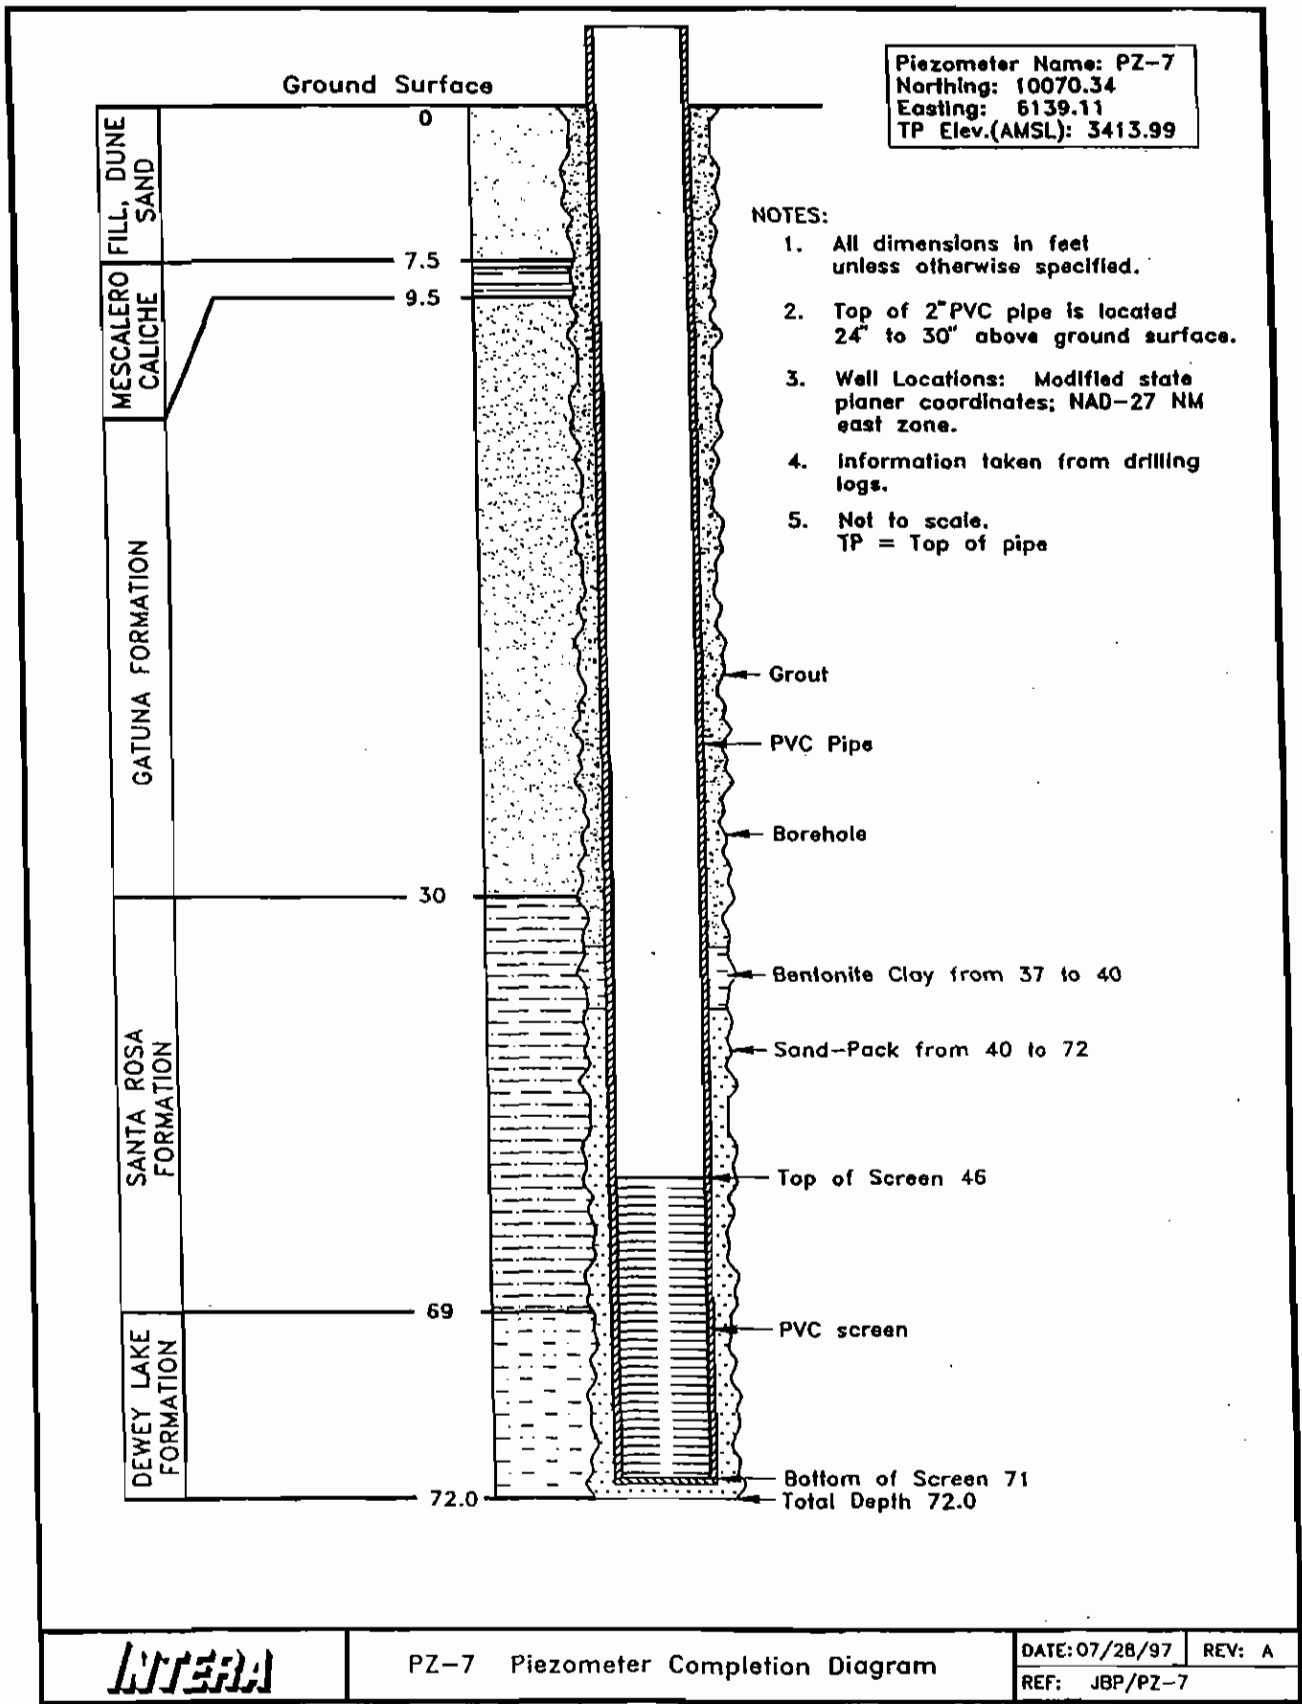 Piezometer Name: PZ-7
Northing: 10070.34
Easting: 6139.11
TP Elev.(AMSL): 3413.99
Ground Surface
0
FILL, DUNE
SAND
7.5
MESCALERO
CALICHE
9.5
GATUNA FORMATION
30
SANTA ROSA
FORMATION
69
DEWEY LAKE
FORMATION
72.0
NOTES:
1. All dimensions in feet
unless otherwise specified.
2. Top of 2" PVC pipe is located
24" to 30" above ground surface.
3. Well Locations: Modified state
planer coordinates; NAD-27 NM
east zone.
4. Information taken from drilling
logs.
5. Not to scale.
TP = Top of pipe
Grout
PVC Pipe
Borehole
Bentonite Clay from 37 to 40
Sand-Pack from 40 to 72
Top of Screen 46
PVC screen
Bottom of Screen 71
Total Depth 72.0
INTERA
PZ-7 Piezometer Completion Diagram
DATE: 07/28/97 REV: A
REF: JBP/PZ-7